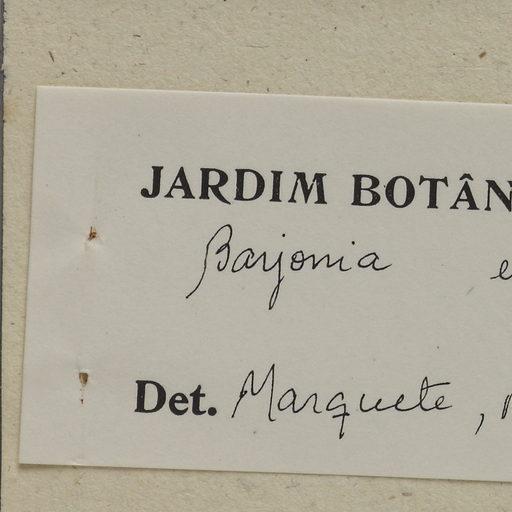 JARDIM BOTÂN
Barjonia e
Det. Marquete,